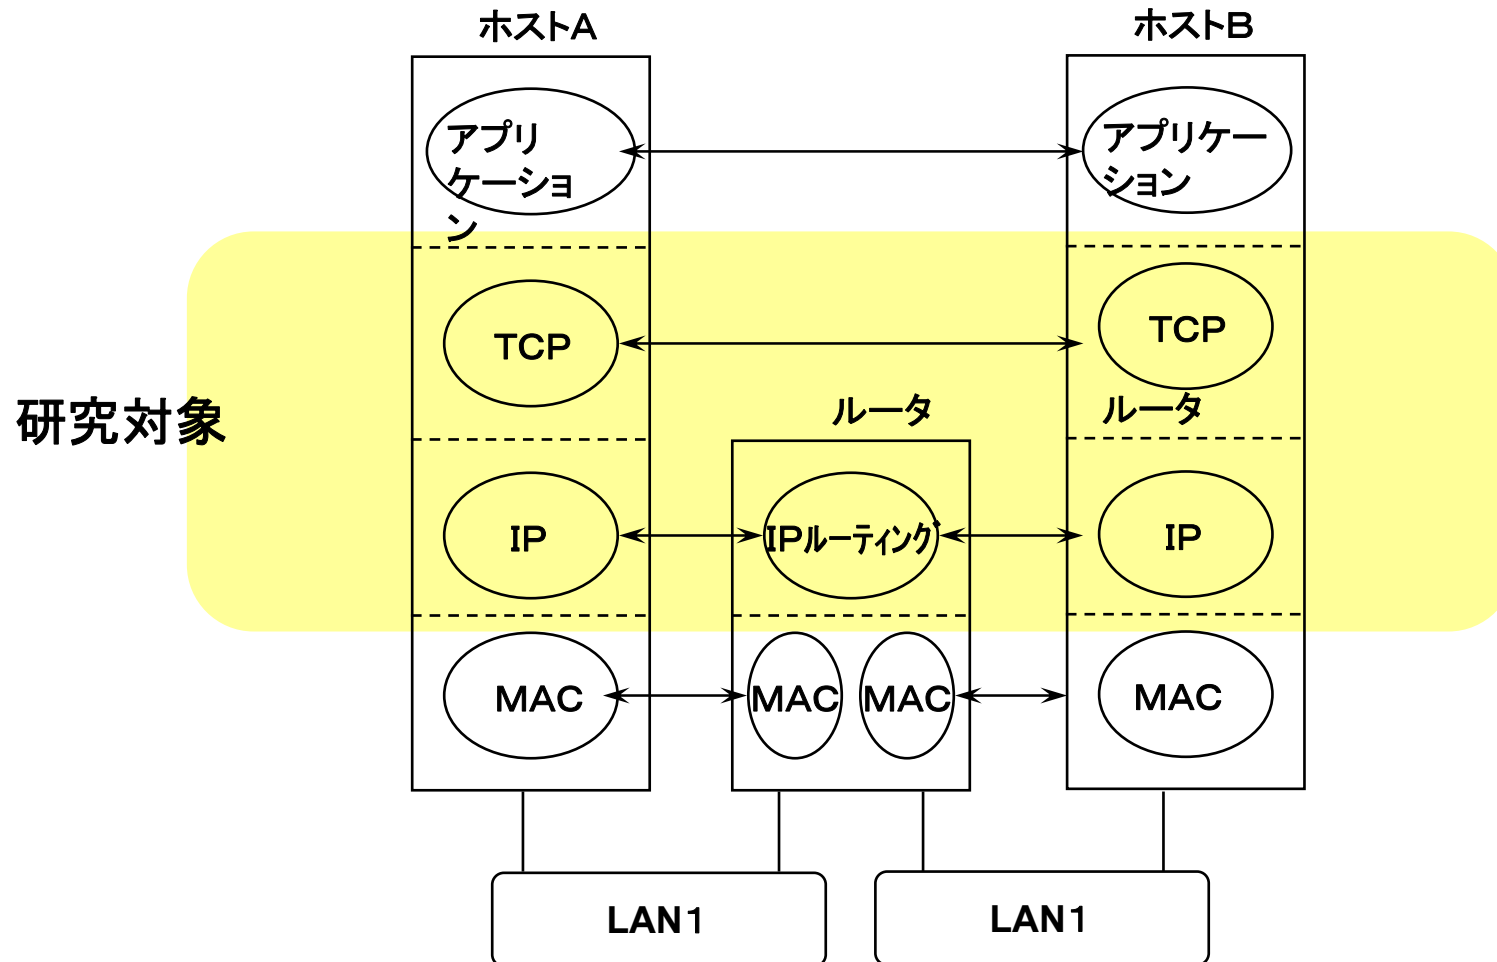 ホストA
ホストB
アプリ
ケーショ
ン
アプリケー
ション
TCP
TCP
研究対象
ルータ
ルータ
IP
IPルーティング
IP
MAC
MAC
MAC
MAC
LAN1
LAN1